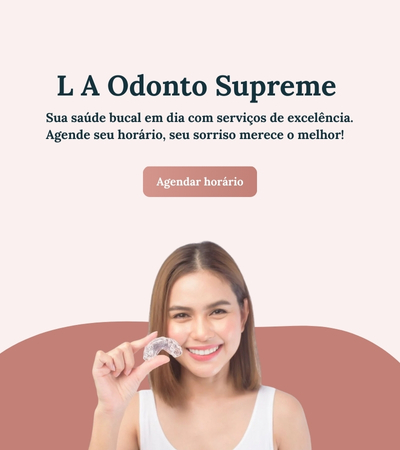 L A Odonto Supreme
Sua saúde bucal em dia com serviços de excelência.
Agende seu horário, seu sorriso merece o melhor!
Agendar horário